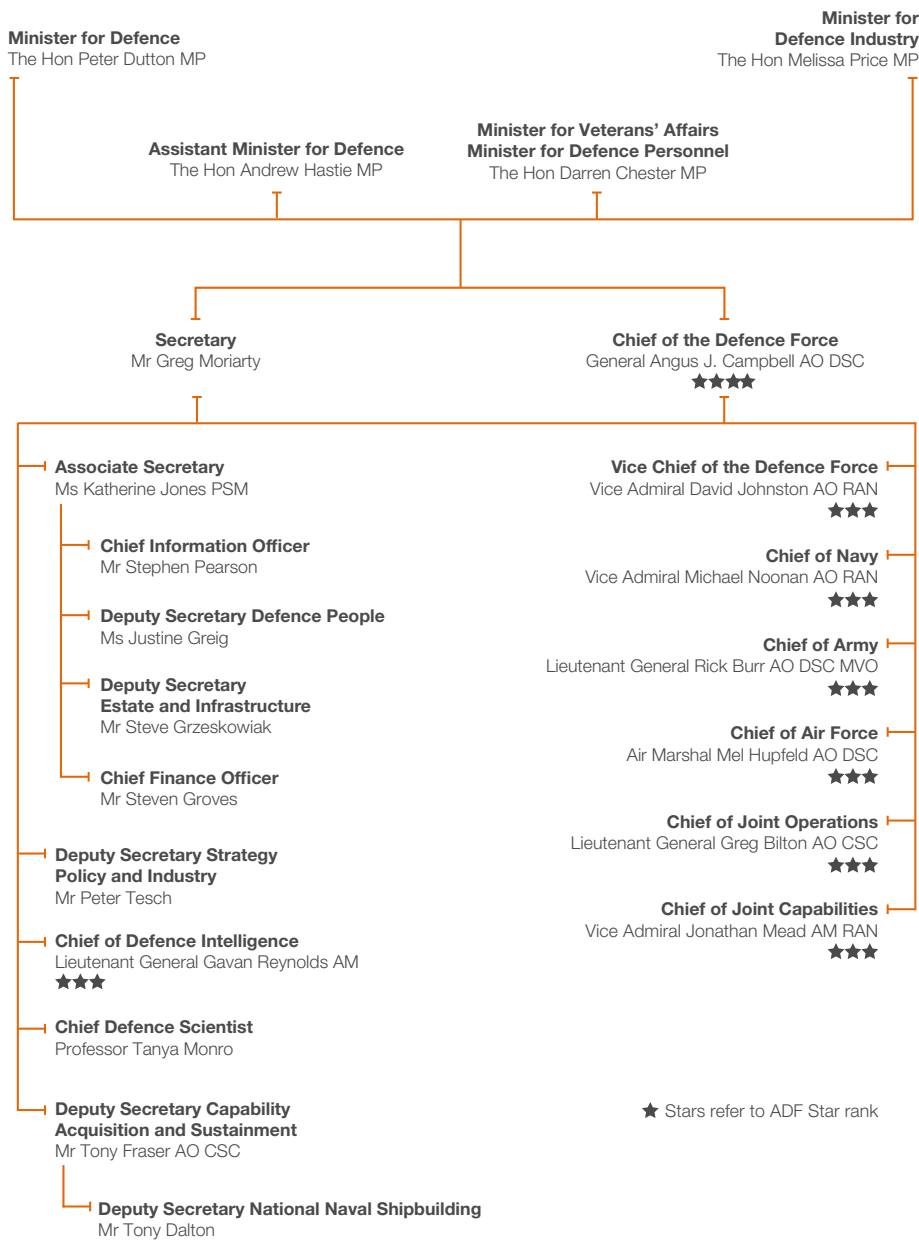 Minister for Defence
The Hon Peter Dutton MP
Minister for
Defence Industry
The Hon Melissa Price MP
Assistant Minister for Defence
The Hon Andrew Hastie MP
Minister for Veterans' Affairs
Minister for Defence Personnel
The Hon Darren Chester MP
Secretary
Mr Greg Moriarty
Chief of the Defence Force
General Angus J. Campbell AO DSC
★★★★
Associate Secretary
Ms Katherine Jones PSM
Chief Information Officer
Mr Stephen Pearson
Deputy Secretary Defence People
Ms Justine Greig
Deputy Secretary
Estate and Infrastructure
Mr Steve Grzeskowiak
Chief Finance Officer
Mr Steven Groves
Deputy Secretary Strategy
Policy and Industry
Mr Peter Tesch
Chief of Defence Intelligence
Lieutenant General Gavan Reynolds AM
★★★
Chief Defence Scientist
Professor Tanya Monro
Deputy Secretary Capability
Acquisition and Sustainment
Mr Tony Fraser AO CSC
Deputy Secretary National Naval Shipbuilding
Mr Tony Dalton
Vice Chief of the Defence Force
Vice Admiral David Johnston AO RAN
★★★
Chief of Navy
Vice Admiral Michael Noonan AO RAN
★★★
Chief of Army
Lieutenant General Rick Burr AO DSC MVO
★★★
Chief of Air Force
Air Marshal Mel Hupfeld AO DSC
★★★
Chief of Joint Operations
Lieutenant General Greg Bilton AO CSC
★★★
Chief of Joint Capabilities
Vice Admiral Jonathan Mead AM RAN
★★★
★ Stars refer to ADF Star rank